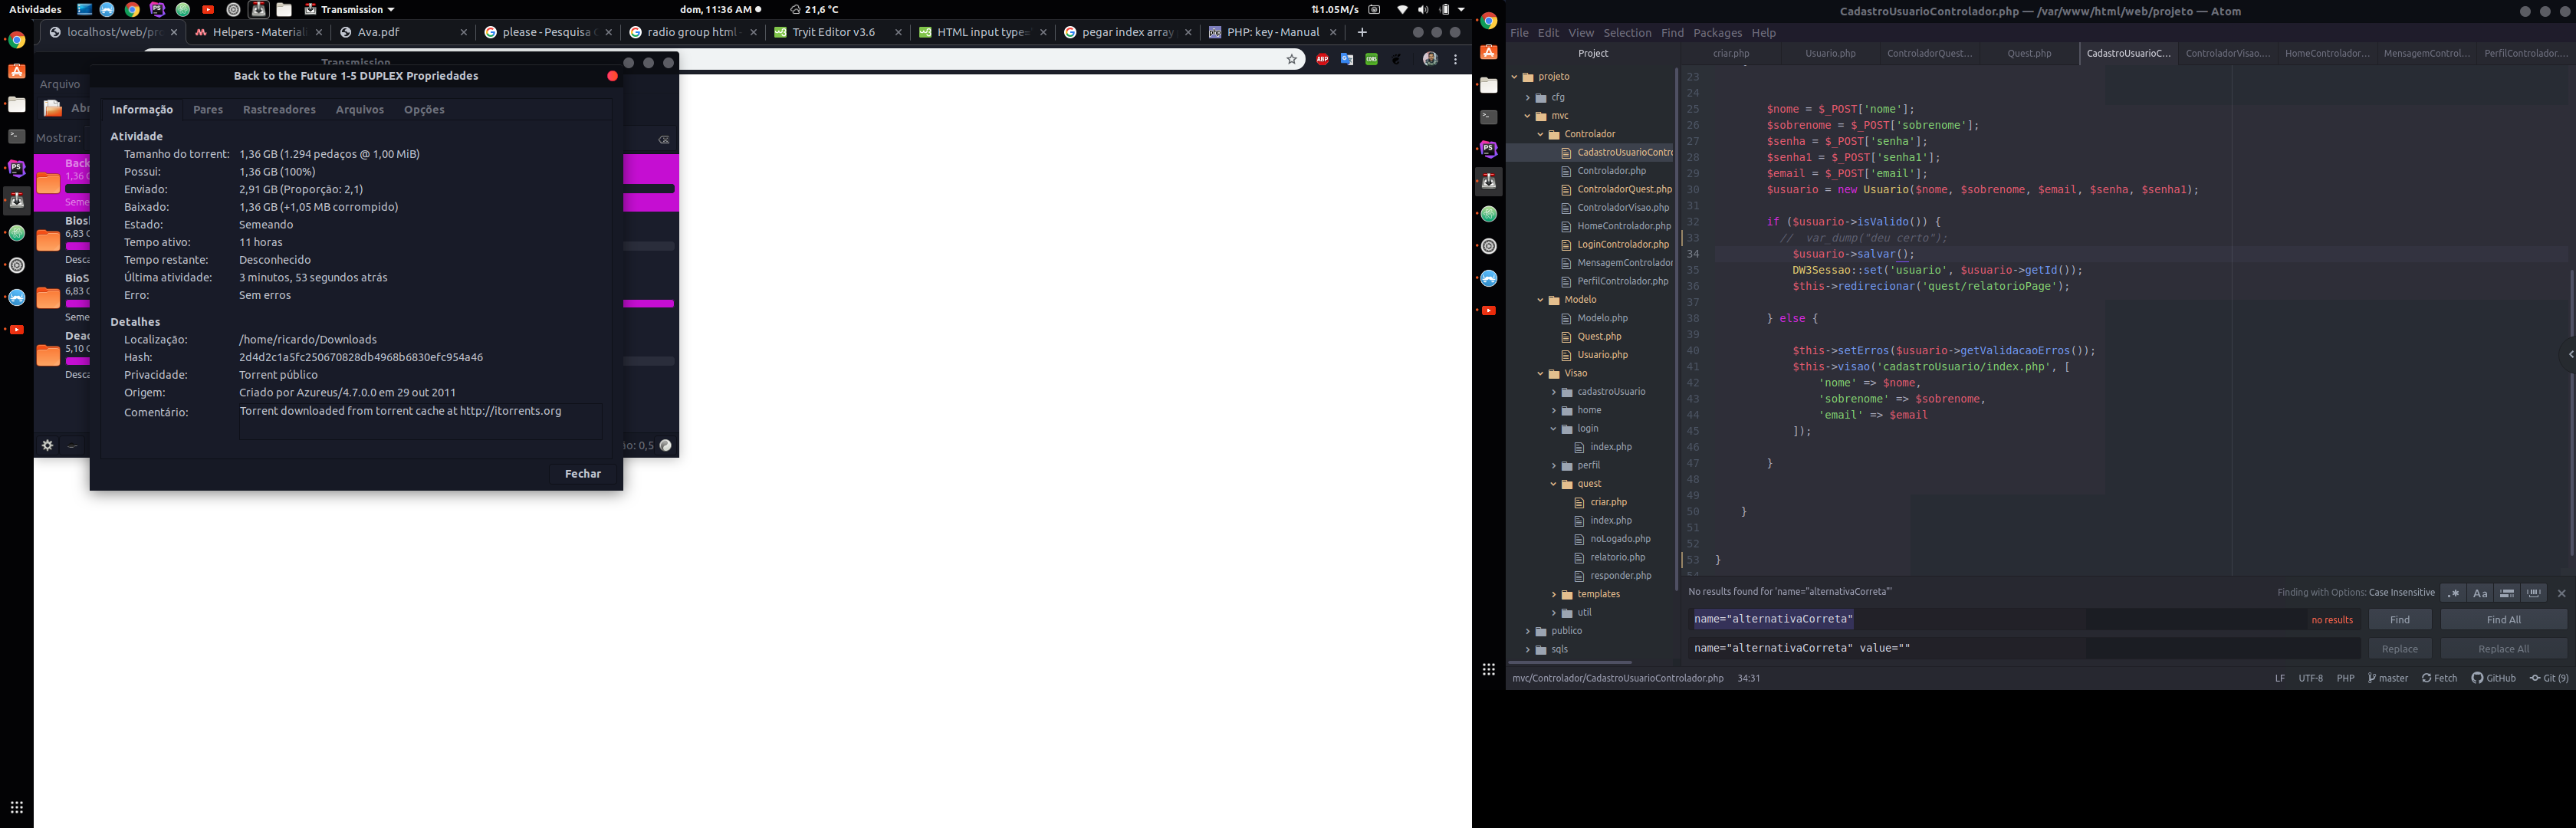 Atividades
Transmission
dom, 11:36 AM
21,6 °C
1.05M/s
localhost/web/pro
Helpers - Materiali
Ava.pdf
please - Pesquisa G
radio group html -
Tryit Editor v3.6
HTML input type=
pegar index array
PHP: key - Manual
Transmission
Back to the Future 1-5 DUPLEX Propriedades
Arquivo
Abr
Mostrar:
Informação
Pares
Rastreadores
Arquivos
Opções
Atividade
Tamanho do torrent: 1,36 GB (1.294 pedaços @ 1,00 MiB)
Possui: 1,36 GB (100%)
Enviado: 2,91 GB (Proporção: 2,1)
Baixado: 1,36 GB (+1,05 MB corrompido)
Estado: Semeando
Tempo ativo: 11 horas
Tempo restante: Desconhecido
Última atividade: 3 minutos, 53 segundos atrás
Erro: Sem erros
Detalhes
Localização: /home/ricardo/Downloads
Hash: 2d4d2c1a5fc250670828db4968b6830efc954a46
Privacidade: Torrent público
Origem: Criado por Azureus/4.7.0.0 em 29 out 2011
Comentário: Torrent downloaded from torrent cache at http://itorrents.org
Fechar
Back
1,36 G
Seme
Biosl
6,83 G
Desca
BioS
6,83 G
Seme
Deac
5,10 G
Desca
ão: 0,5
CadastroUsuarioControlador.php — /var/www/html/web/projeto — Atom
File Edit View Selection Find Packages Help
Project
criar.php
Usuario.php
ControladorQuest...
Quest.php
CadastroUsuarioC...
ControladorVisao....
HomeControlador...
MensagemControl...
PerfilControlador....
projeto
cfg
mvc
Controlador
CadastroUsuarioContro
Controlador.php
ControladorQuest.php
ControladorVisao.php
HomeControlador.php
LoginControlador.php
MensagemControlador
PerfilControlador.php
Modelo
Modelo.php
Quest.php
Usuario.php
Visao
cadastroUsuario
home
login
index.php
perfil
quest
criar.php
index.php
noLogado.php
relatorio.php
responder.php
templates
util
publico
sqls
23
24
25 $nome = $_POST['nome'];
26 $sobrenome = $_POST['sobrenome'];
27 $senha = $_POST['senha'];
28 $senha1 = $_POST['senha1'];
29 $email = $_POST['email'];
30 $usuario = new Usuario($nome, $sobrenome, $email, $senha, $senha1);
31
32 if ($usuario->isValido()) {
33 // var_dump("deu certo");
34 $usuario->salvar();
35 DW3Sessao::set('usuario', $usuario->getId());
36 $this->redirecionar('quest/relatorioPage');
37
38 } else {
39
40 $this->setErros($usuario->getValidacaoErros());
41 $this->visao('cadastroUsuario/index.php', [
42 'nome' => $nome,
43 'sobrenome' => $sobrenome,
44 'email' => $email
45 ]);
46
47 }
48
49
50 }
51
52
53 }
No results found for 'name="alternativaCorreta"'
Finding with Options: Case Insensitive
.*
Aa
name="alternativaCorreta"
no results
Find
Find All
name="alternativaCorreta" value=""
Replace
Replace All
mvc/Controlador/CadastroUsuarioControlador.php 34:31
LF UTF-8 PHP master Fetch GitHub Git (9)